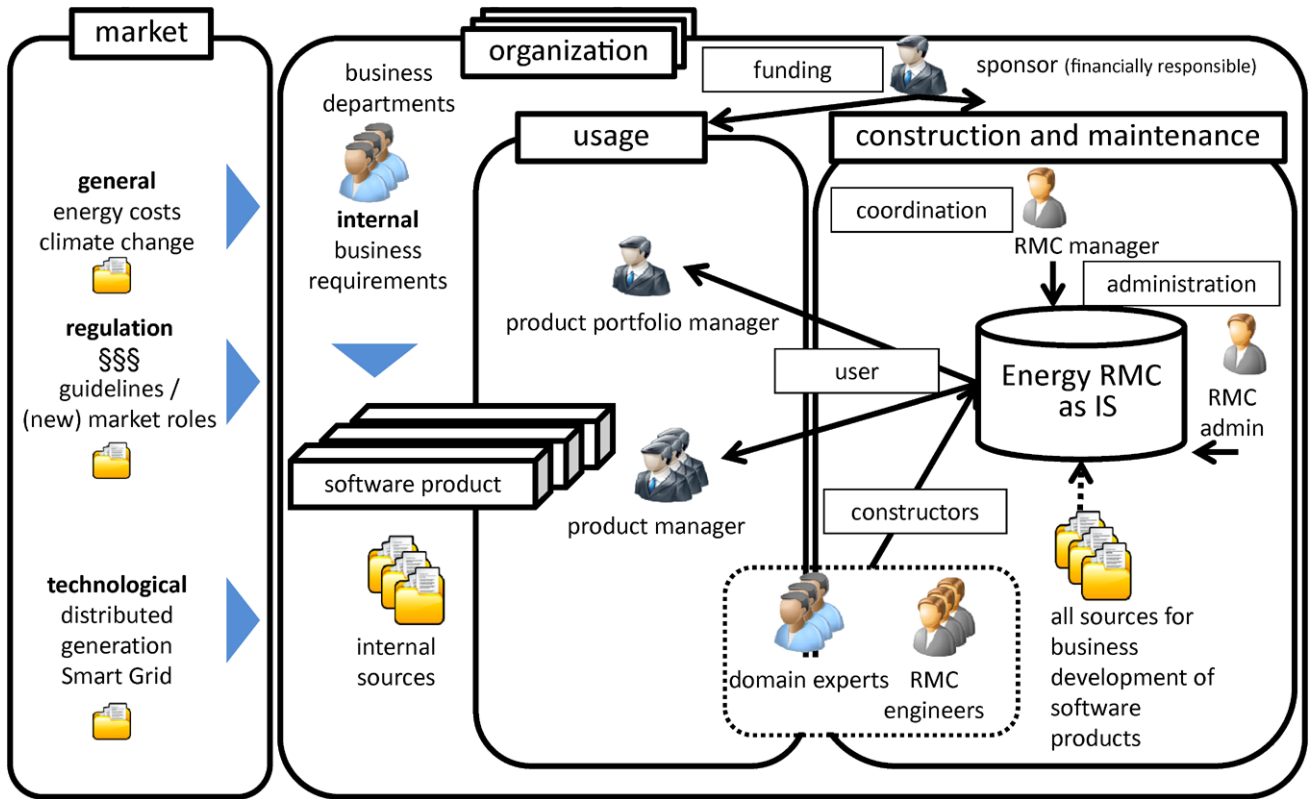 market
general
energy costs
climate change
regulation
§§§
guidelines /
(new) market roles
technological
distributed
generation
Smart Grid
organization
business
departments
internal
business
requirements
software product
internal
sources
funding
sponsor (financially responsible)
usage
product portfolio manager
user
product manager
construction and maintenance
coordination
RMC manager
administration
Energy RMC
as IS
RMC
admin
constructors
domain experts
RMC
engineers
all sources for
business
development of
software
products